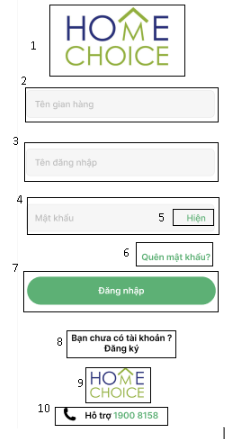 1
HOME
CHOICE
2
Tên gian hàng
3
Tên đăng nhập
4
Mật khẩu
5
Hiện
6
Quên mật khẩu?
7
Đăng nhập
8
Bạn chưa có tài khoản ?
Đăng ký
9
HOME
CHOICE
10
Hỗ trợ 1900 8158